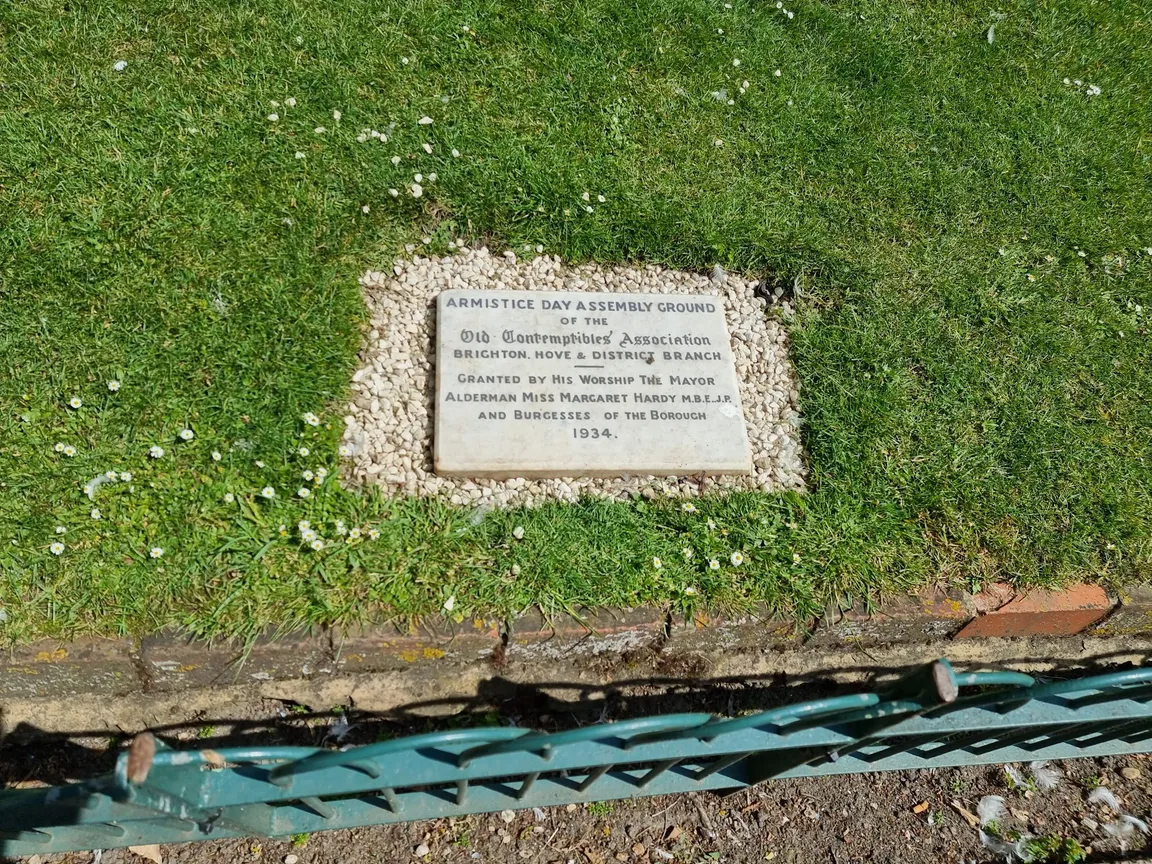 ARMISTICE DAY ASSEMBLY GROUND
OF THE
Old Contemptibles' Association
BRIGHTON, HOVE & DISTRICT BRANCH
GRANTED BY HIS WORSHIP THE MAYOR
ALDERMAN MISS MARGARET HARDY M.B.E.,J.P.
AND BURGESSES OF THE BOROUGH
1934.